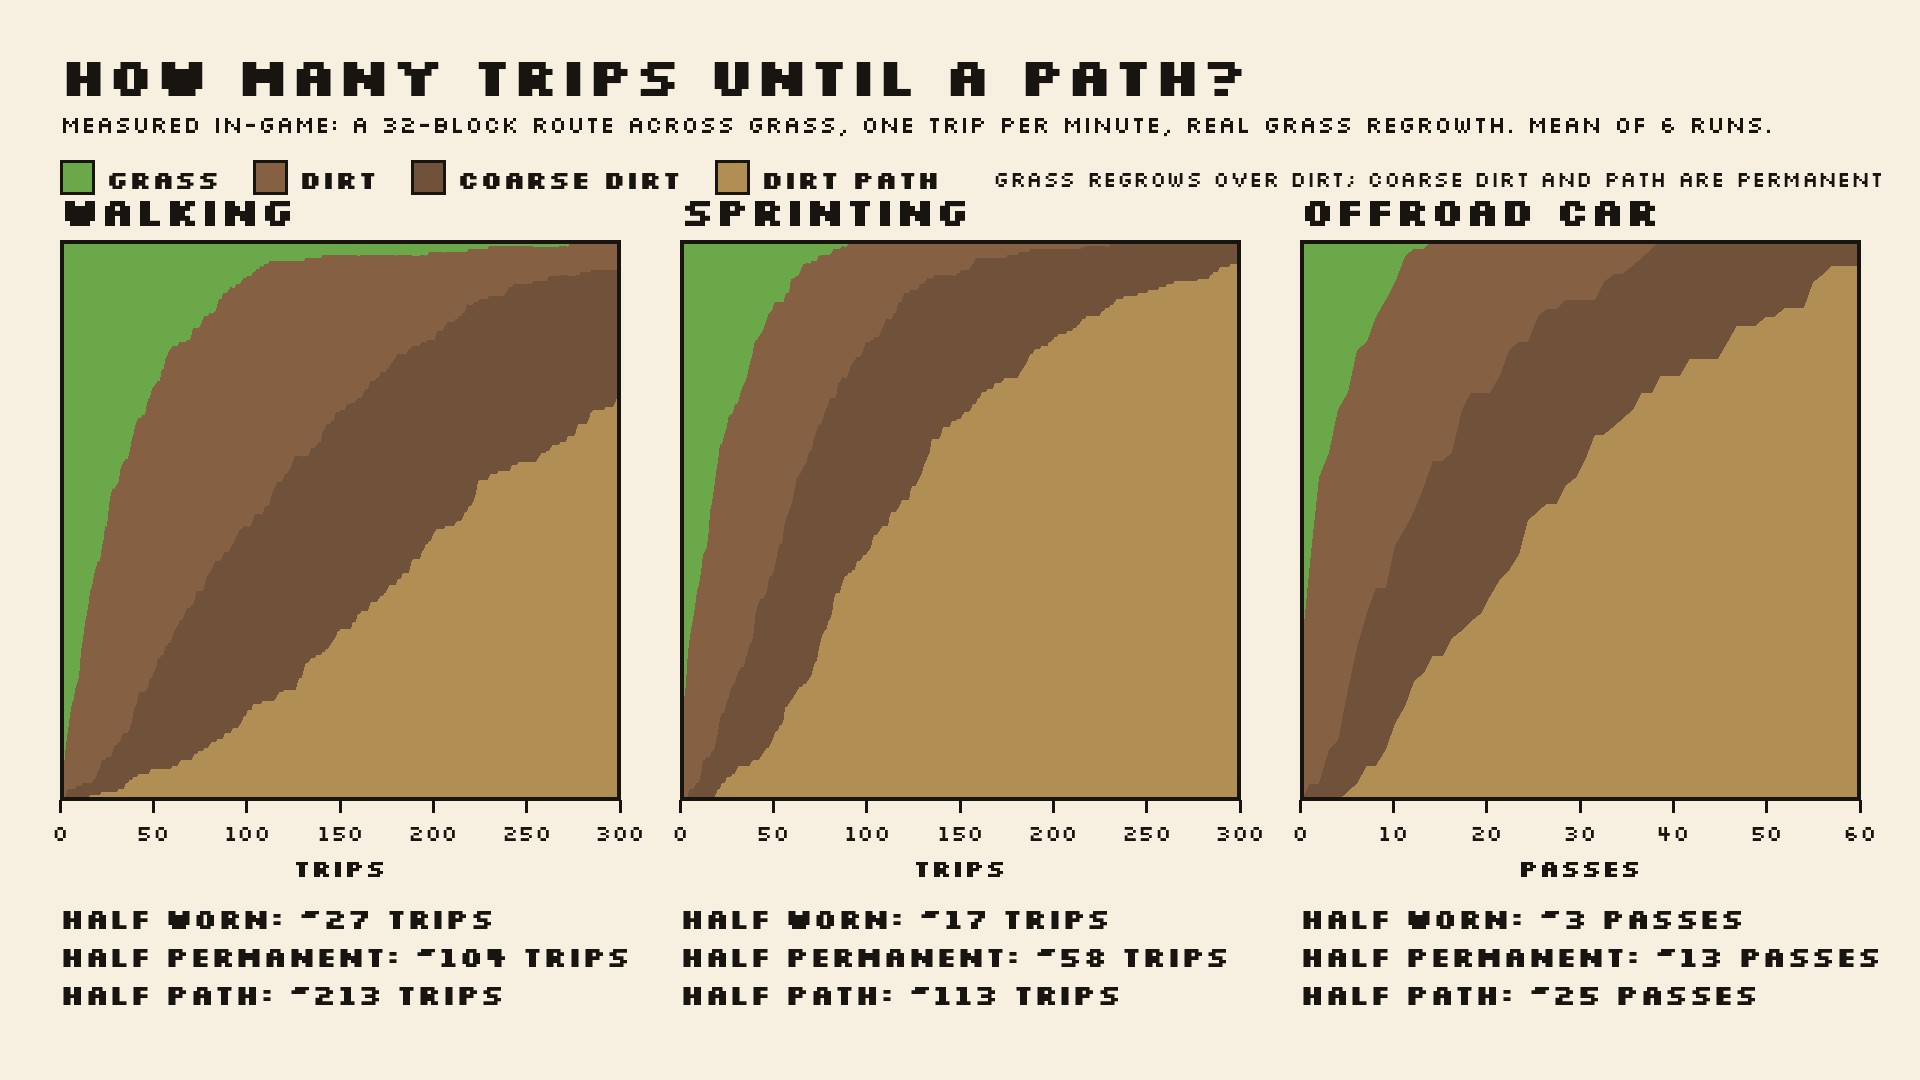 HOW MANY TRIPS UNTIL A PATH?
MEASURED IN-GAME: A 32-BLOCK ROUTE ACROSS GRASS, ONE TRIP PER MINUTE, REAL GRASS REGROWTH. MEAN OF 6 RUNS.
GRASS DIRT COARSE DIRT DIRT PATH GRASS REGROWS OVER DIRT; COARSE DIRT AND PATH ARE PERMANENT
WALKING SPRINTING OFFROAD CAR
0 50 100 150 200 250 300 0 50 100 150 200 250 300 0 10 20 30 40 50 60
TRIPS TRIPS PASSES
HALF WORN: ~27 TRIPS
HALF PERMANENT: ~104 TRIPS
HALF PATH: ~213 TRIPS
HALF WORN: ~17 TRIPS
HALF PERMANENT: ~58 TRIPS
HALF PATH: ~113 TRIPS
HALF WORN: ~3 PASSES
HALF PERMANENT: ~13 PASSES
HALF PATH: ~25 PASSES